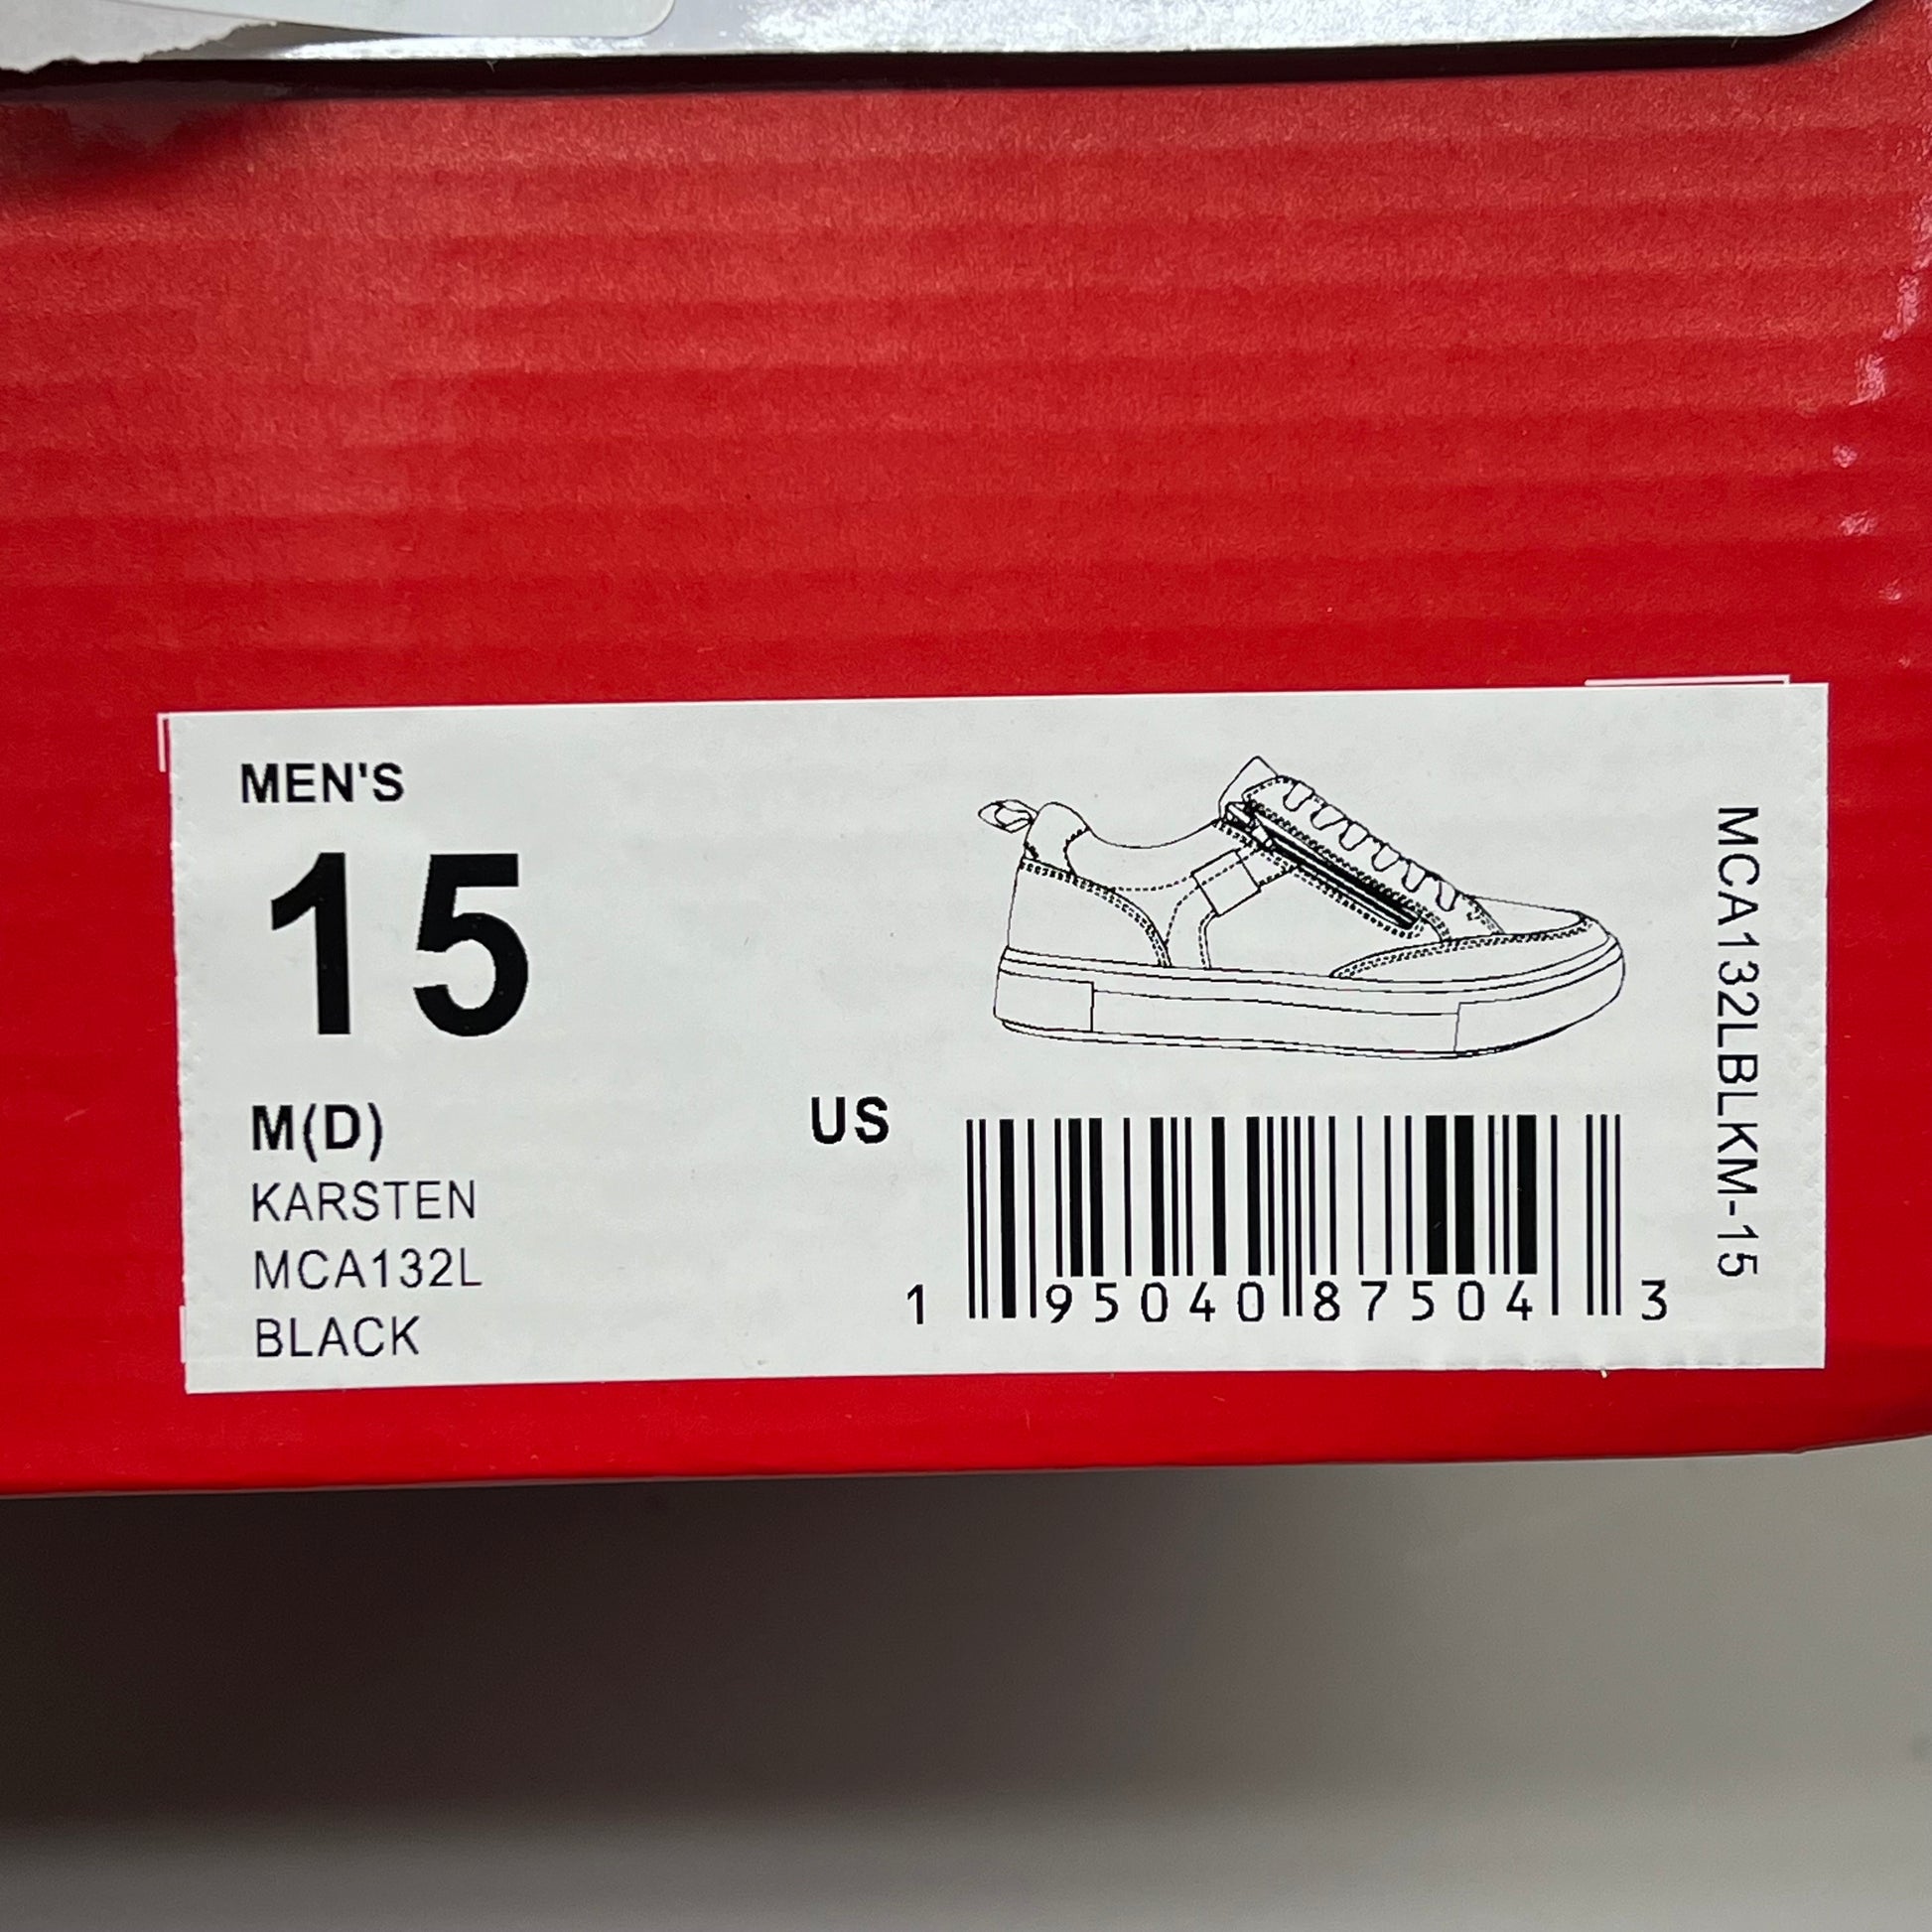 MEN'S
15
M(D)
US
KARSTEN
MCA132L
BLACK
1 95040 87504 3
MCA132LBLKM-15